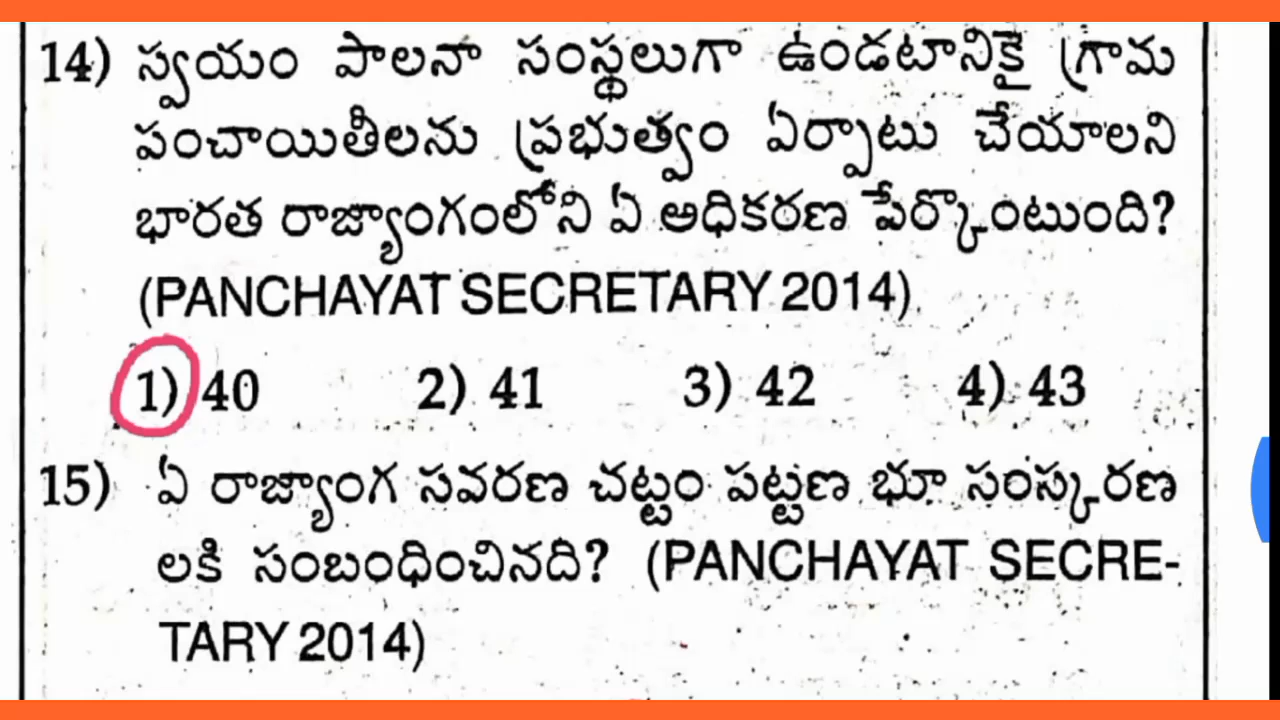 14) స్వయం పాలనా సంస్థలుగా ఉండటానికై గ్రామ
పంచాయితీలను ప్రభుత్వం ఏర్పాటు చేయాలని
భారత రాజ్యాంగంలోని ఏ అధికరణ పేర్కొంటుంది?
(PANCHAYAT SECRETARY 2014)
1) 40 2) 41 3) 42 4) 43
15) ఏ రాజ్యాంగ సవరణ చట్టం పట్టణ భూ సంస్కరణ
లకి సంబంధించినది? (PANCHAYAT SECRE-
TARY 2014)